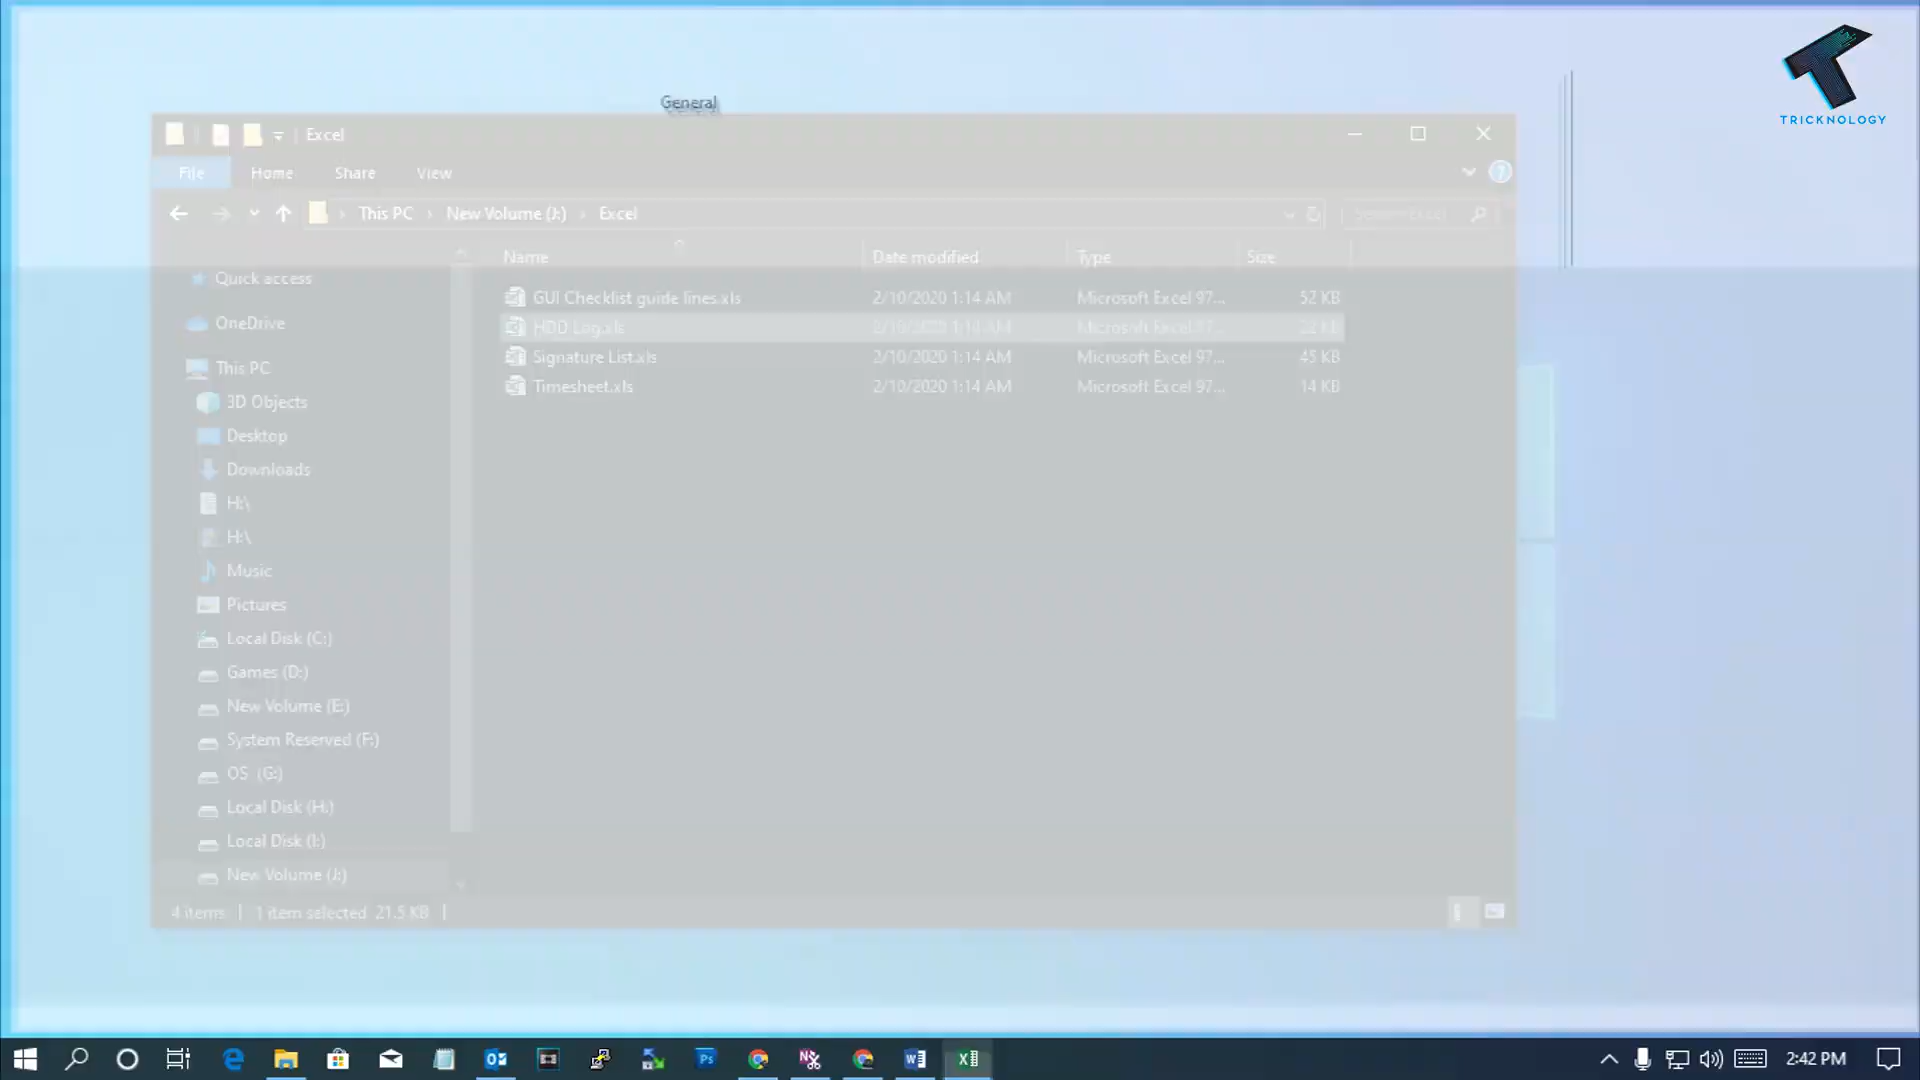 General
TRICKNOLOGY
Excel
File Home Share View
This PC New Volume (J:) Excel
Search Excel
Name Date modified Type Size
Quick access
OneDrive
This PC
3D Objects
Desktop
Downloads
H:\
H:\
Music
Pictures
Local Disk (C:)
Games (D:)
New Volume (E:)
System Reserved (F:)
OS (G:)
Local Disk (H:)
Local Disk (I:)
New Volume (J:)
GUI Checklist guide lines.xls 2/10/2020 1:14 AM Microsoft Excel 97... 52 KB
HDD Log.xls 2/10/2020 1:14 AM Microsoft Excel 97... 22 KB
Signature List.xls 2/10/2020 1:14 AM Microsoft Excel 97... 45 KB
Timesheet.xls 2/10/2020 1:14 AM Microsoft Excel 97... 14 KB
4 items 1 item selected 21.5 KB
2:42 PM